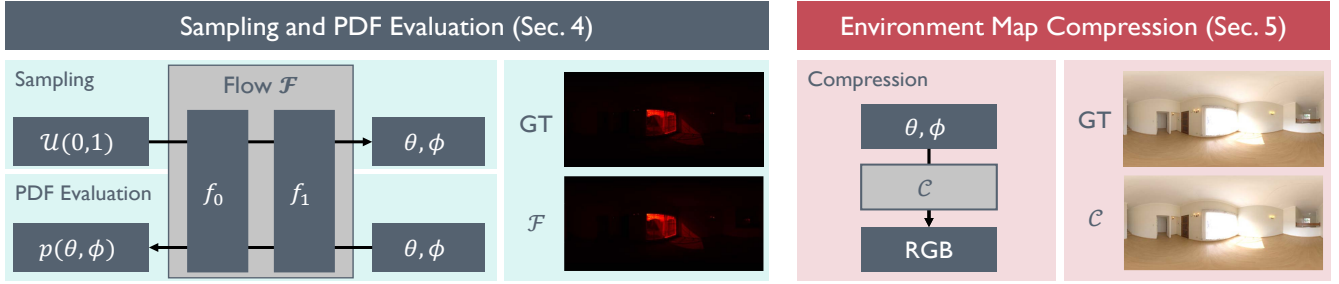 Sampling and PDF Evaluation (Sec. 4)
Sampling
Flow ℱ
𝒰(0,1)
f₀
f₁
θ, ϕ
PDF Evaluation
p(θ, ϕ)
θ, ϕ
GT
ℱ
Environment Map Compression (Sec. 5)
Compression
θ, ϕ
𝒞
RGB
GT
𝒞